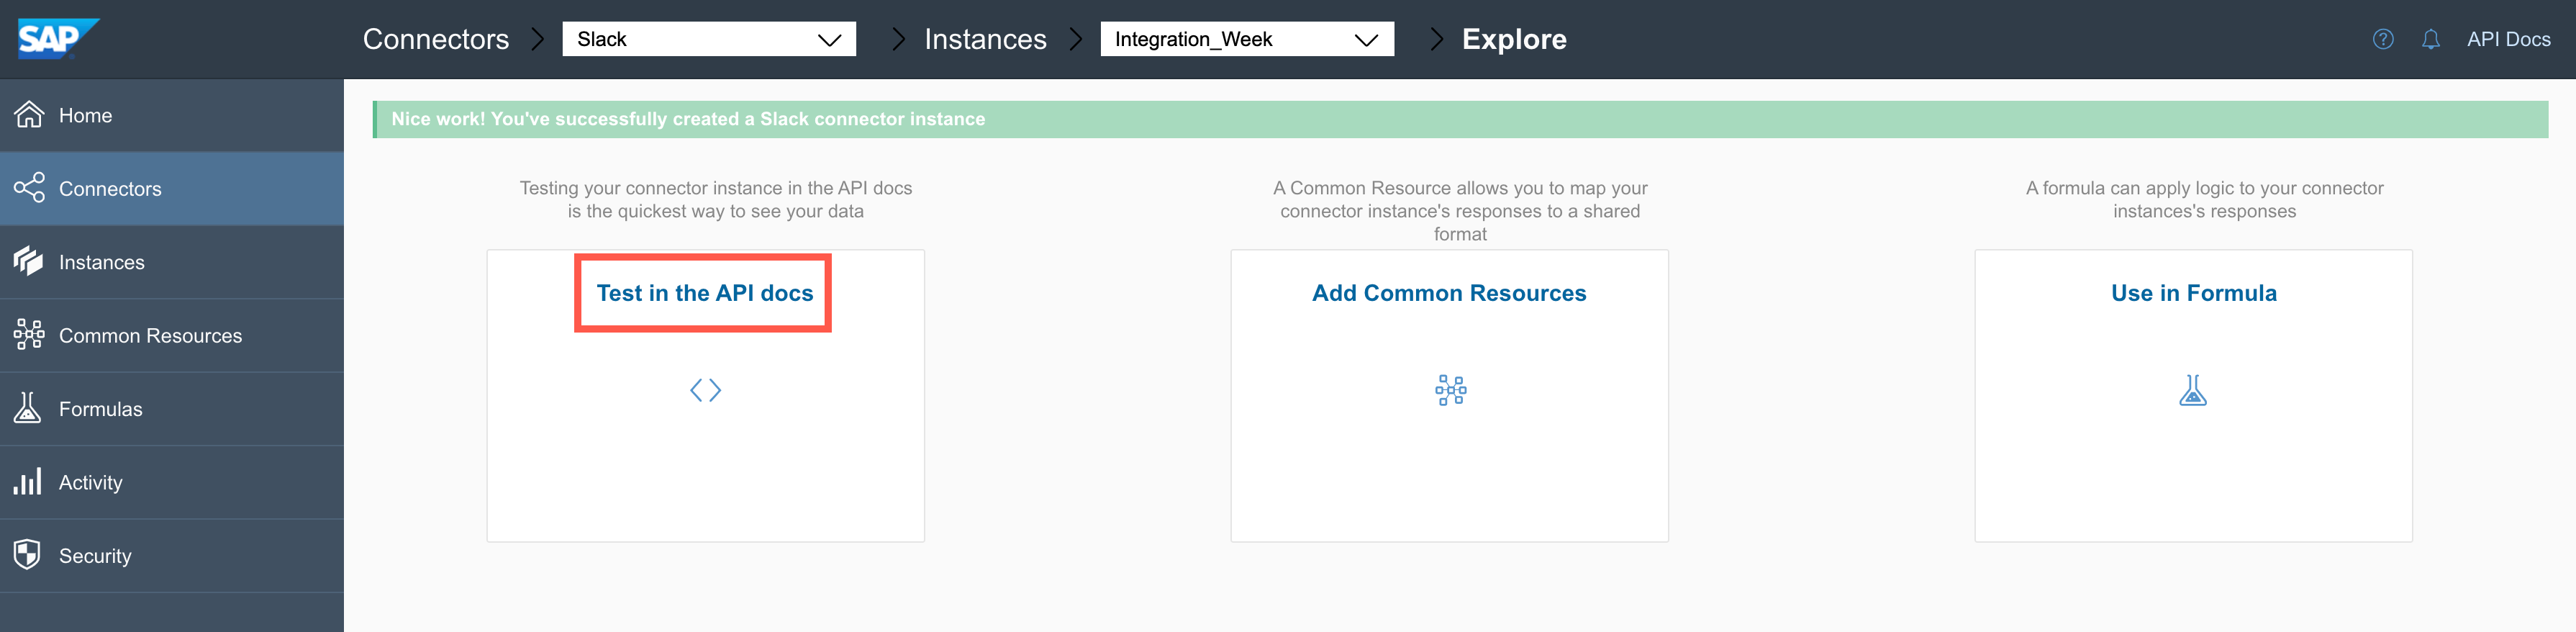 SAP
Connectors
Slack
Instances
Integration_Week
Explore
API Docs
Home
Connectors
Instances
Common Resources
Formulas
Activity
Security
Nice work! You've successfully created a Slack connector instance
Testing your connector instance in the API docs
is the quickest way to see your data
Test in the API docs
A Common Resource allows you to map your
connector instance's responses to a shared
format
Add Common Resources
A formula can apply logic to your connector
instances's responses
Use in Formula